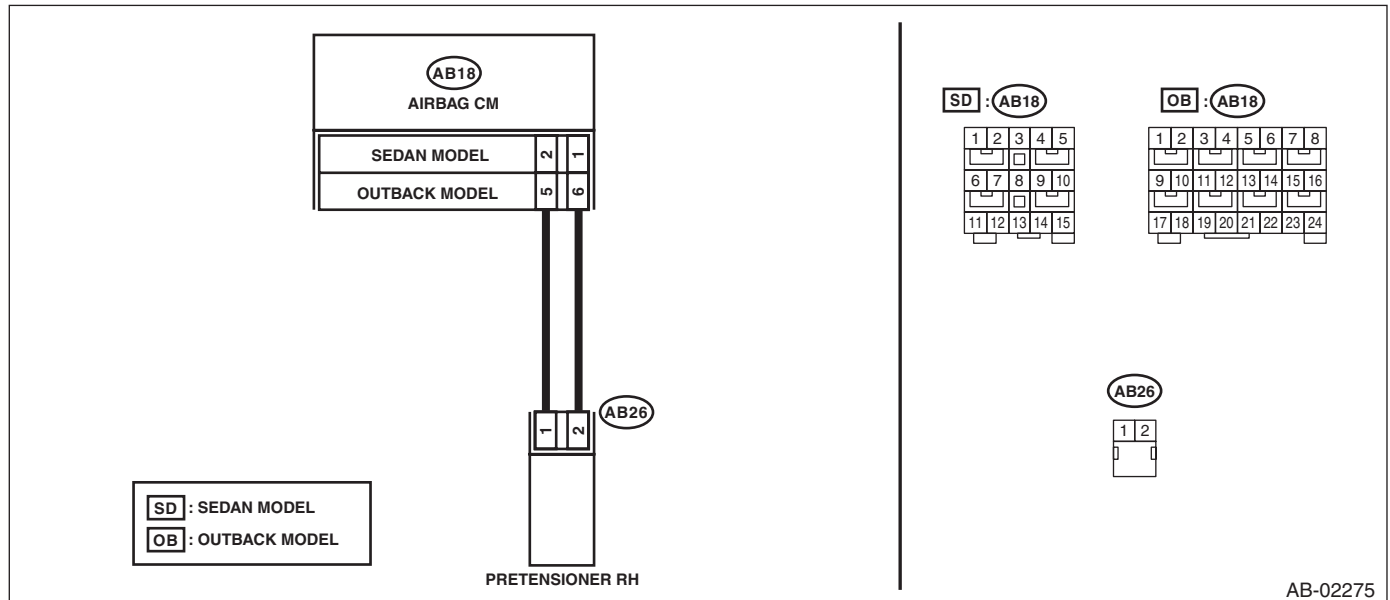 AB18
AIRBAG CM
SEDAN MODEL 2 1
OUTBACK MODEL 5 6
AB26
1 2
PRETENSIONER RH
SD : SEDAN MODEL
OB : OUTBACK MODEL
SD : AB18
1 2 3 4 5
6 7 8 9 10
11 12 13 14 15
OB : AB18
1 2 3 4 5 6 7 8
9 10 11 12 13 14 15 16
17 18 19 20 21 22 23 24
AB26
1 2
AB-02275